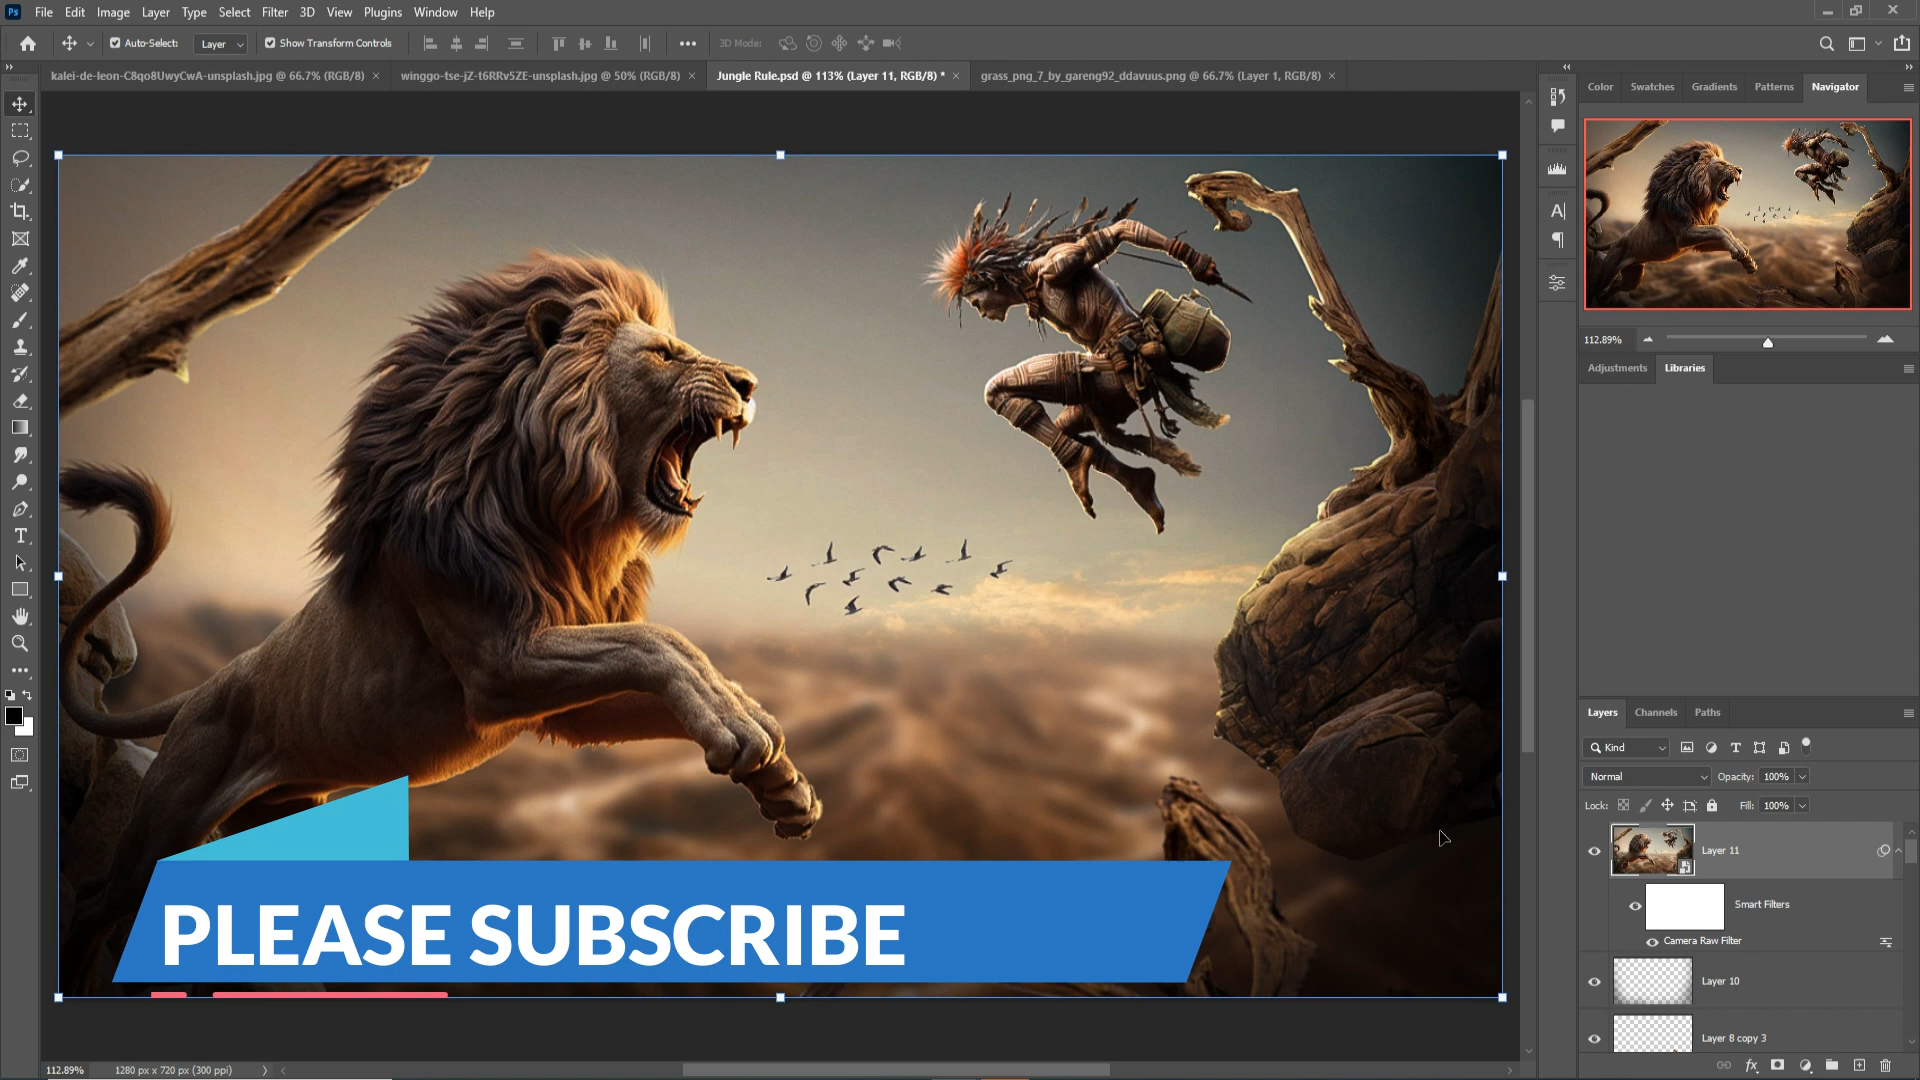 Ps File Edit Image Layer Type Select Filter 3D View Plugins Window Help
Auto-Select: Layer Show Transform Controls 3D Mode:
kalei-de-leon-C8qo8UwyCwA-unsplash.jpg @ 66.7% (RGB/8) winggo-tse-jZ-t6RRv5ZE-unsplash.jpg @ 50% (RGB/8) Jungle Rule.psd @ 113% (Layer 11, RGB/8) * grass_png_7_by_gareng92_ddavuus.png @ 66.7% (Layer 1, RGB/8)
Color Swatches Gradients Patterns Navigator
112.89%
Adjustments Libraries
Layers Channels Paths
Kind
Normal Opacity: 100%
Lock: Fill: 100%
Layer 11
Smart Filters
Camera Raw Filter
Layer 10
Layer 8 copy 3
PLEASE SUBSCRIBE
112.89% 1280 px x 720 px (300 ppi)